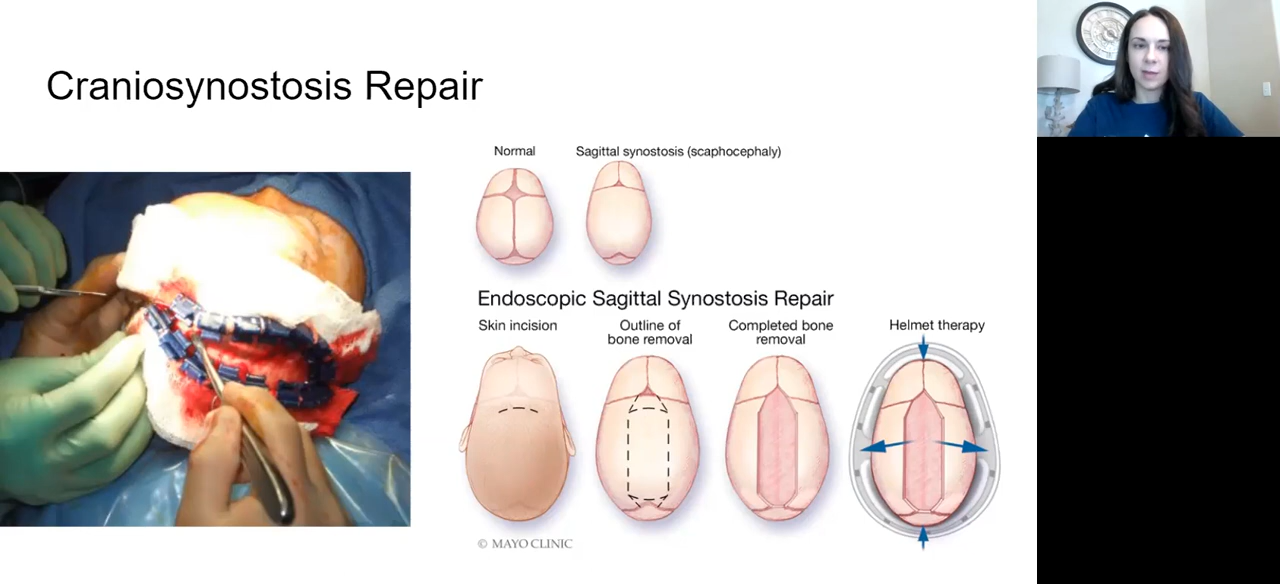 Craniosynostosis Repair
Normal
Sagittal synostosis (scaphocephaly)
Endoscopic Sagittal Synostosis Repair
Skin incision
Outline of
bone removal
Completed bone
removal
Helmet therapy
© MAYO CLINIC